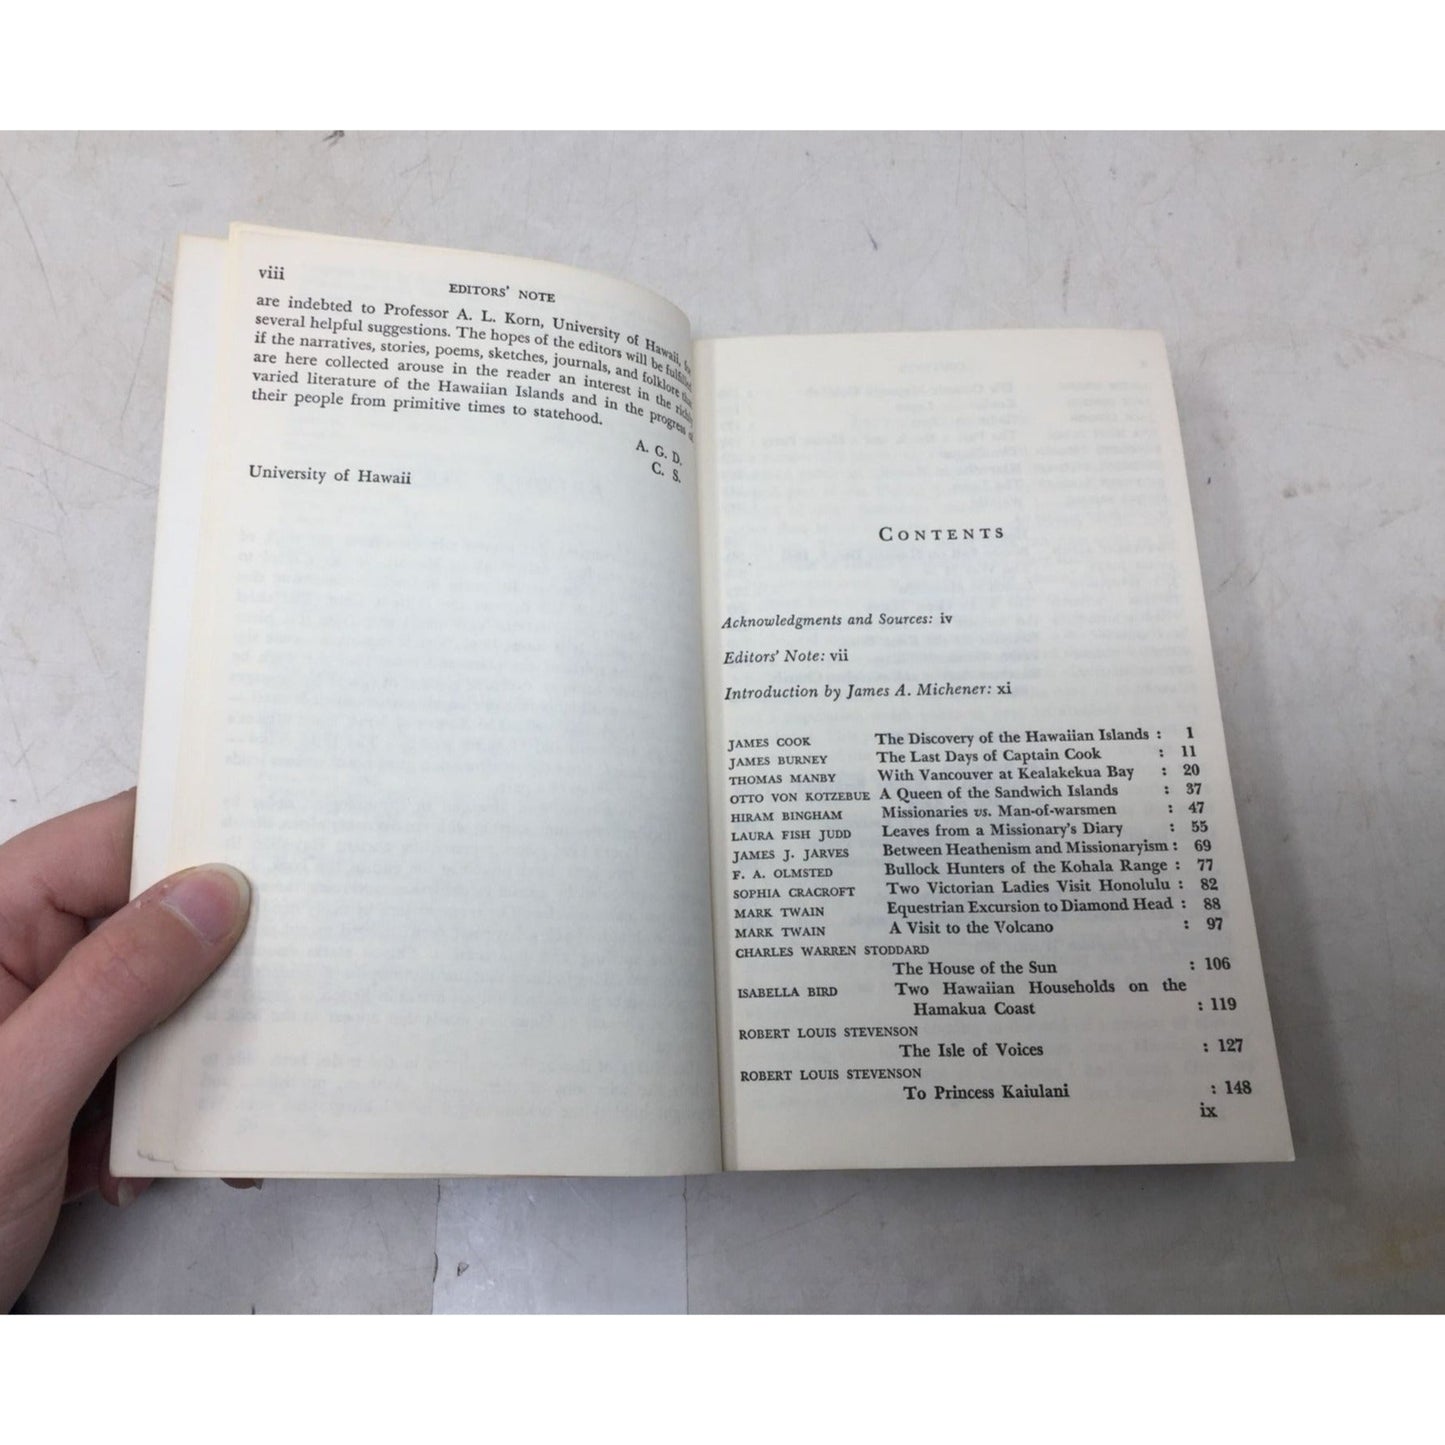 viii
EDITORS' NOTE
are indebted to Professor A. L. Korn, University of Hawaii, for
several helpful suggestions. The hopes of the editors will be fulfilled
if the narratives, stories, poems, sketches, journals, and folklore that
are here collected arouse in the reader an interest in the richly
varied literature of the Hawaiian Islands and in the progress of
their people from primitive times to statehood.
A. G. D.
C. S.
University of Hawaii
CONTENTS
Acknowledgments and Sources: iv
Editors' Note: vii
Introduction by James A. Michener: xi
JAMES COOK The Discovery of the Hawaiian Islands : 1
JAMES BURNEY The Last Days of Captain Cook : 11
THOMAS MANBY With Vancouver at Kealakekua Bay : 20
OTTO VON KOTZEBUE A Queen of the Sandwich Islands : 37
HIRAM BINGHAM Missionaries vs. Man-of-warsmen : 47
LAURA FISH JUDD Leaves from a Missionary's Diary : 55
JAMES J. JARVES Between Heathenism and Missionaryism : 69
F. A. OLMSTED Bullock Hunters of the Kohala Range : 77
SOPHIA CRACROFT Two Victorian Ladies Visit Honolulu : 82
MARK TWAIN Equestrian Excursion to Diamond Head : 88
MARK TWAIN A Visit to the Volcano : 97
CHARLES WARREN STODDARD
The House of the Sun : 106
ISABELLA BIRD Two Hawaiian Households on the
Hamakua Coast : 119
ROBERT LOUIS STEVENSON
The Isle of Voices : 127
ROBERT LOUIS STEVENSON
To Princess Kaiulani : 148
ix